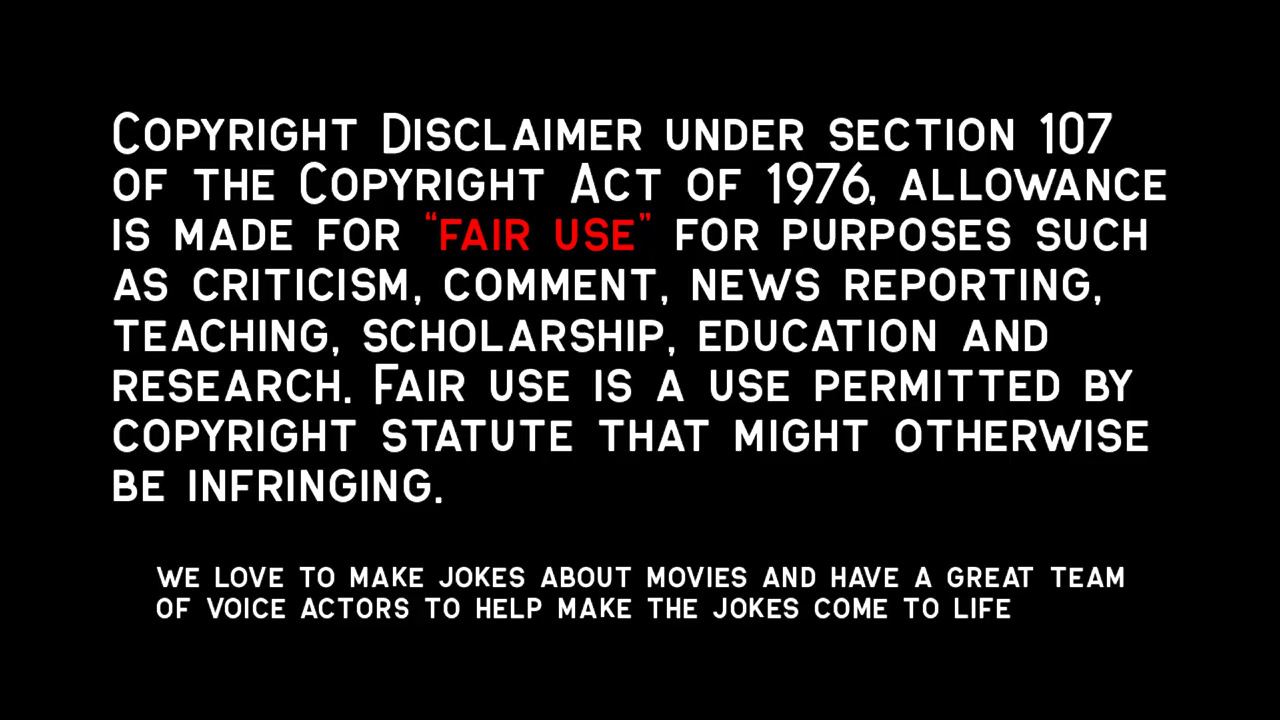 Copyright Disclaimer under section 107
of the Copyright Act of 1976, allowance
is made for “fair use” for purposes such
as criticism, comment, news reporting,
teaching, scholarship, education and
research. Fair use is a use permitted by
copyright statute that might otherwise
be infringing.
we love to make jokes about movies and have a great team
of voice actors to help make the jokes come to life